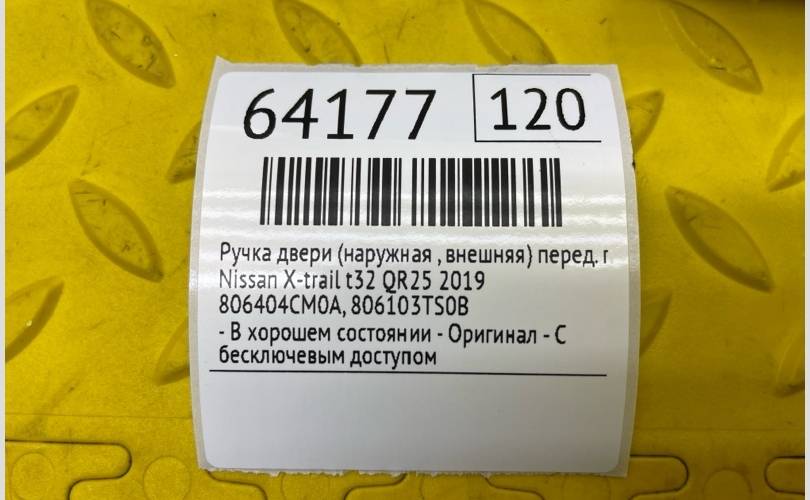 64177 120
Ручка двери (наружная , внешняя) перед.
Nissan X-trail t32 QR25 2019
806404CM0A, 806103TS0B
- В хорошем состоянии - Оригинал - С
бесключевым доступом